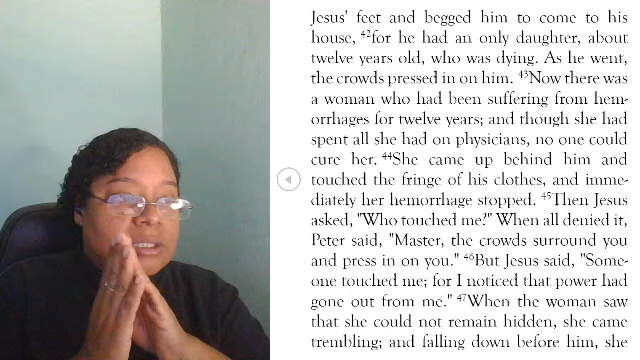 Jesus' feet and begged him to come to his
house, ⁴²for he had an only daughter, about
twelve years old, who was dying. As he went,
the crowds pressed in on him. ⁴³Now there was
a woman who had been suffering from hem-
orrhages for twelve years; and though she had
spent all she had on physicians, no one could
cure her. ⁴⁴She came up behind him and
touched the fringe of his clothes, and imme-
diately her hemorrhage stopped. ⁴⁵Then Jesus
asked, "Who touched me?" When all denied it,
Peter said, "Master, the crowds surround you
and press in on you." ⁴⁶But Jesus said, "Some-
one touched me; for I noticed that power had
gone out from me." ⁴⁷When the woman saw
that she could not remain hidden, she came
trembling; and falling down before him, she